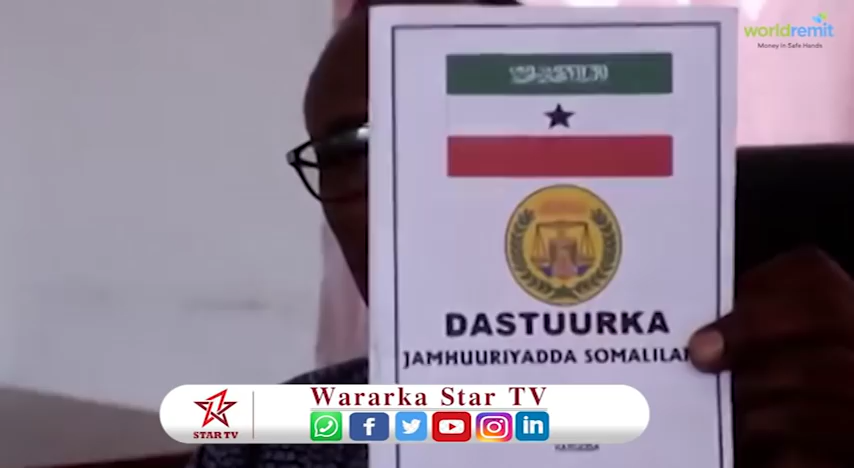 worldremit
Money in Safe Hands
DASTUURKA
JAMHUURIYADDA SOMALILAN
Wararka Star TV
STAR TV